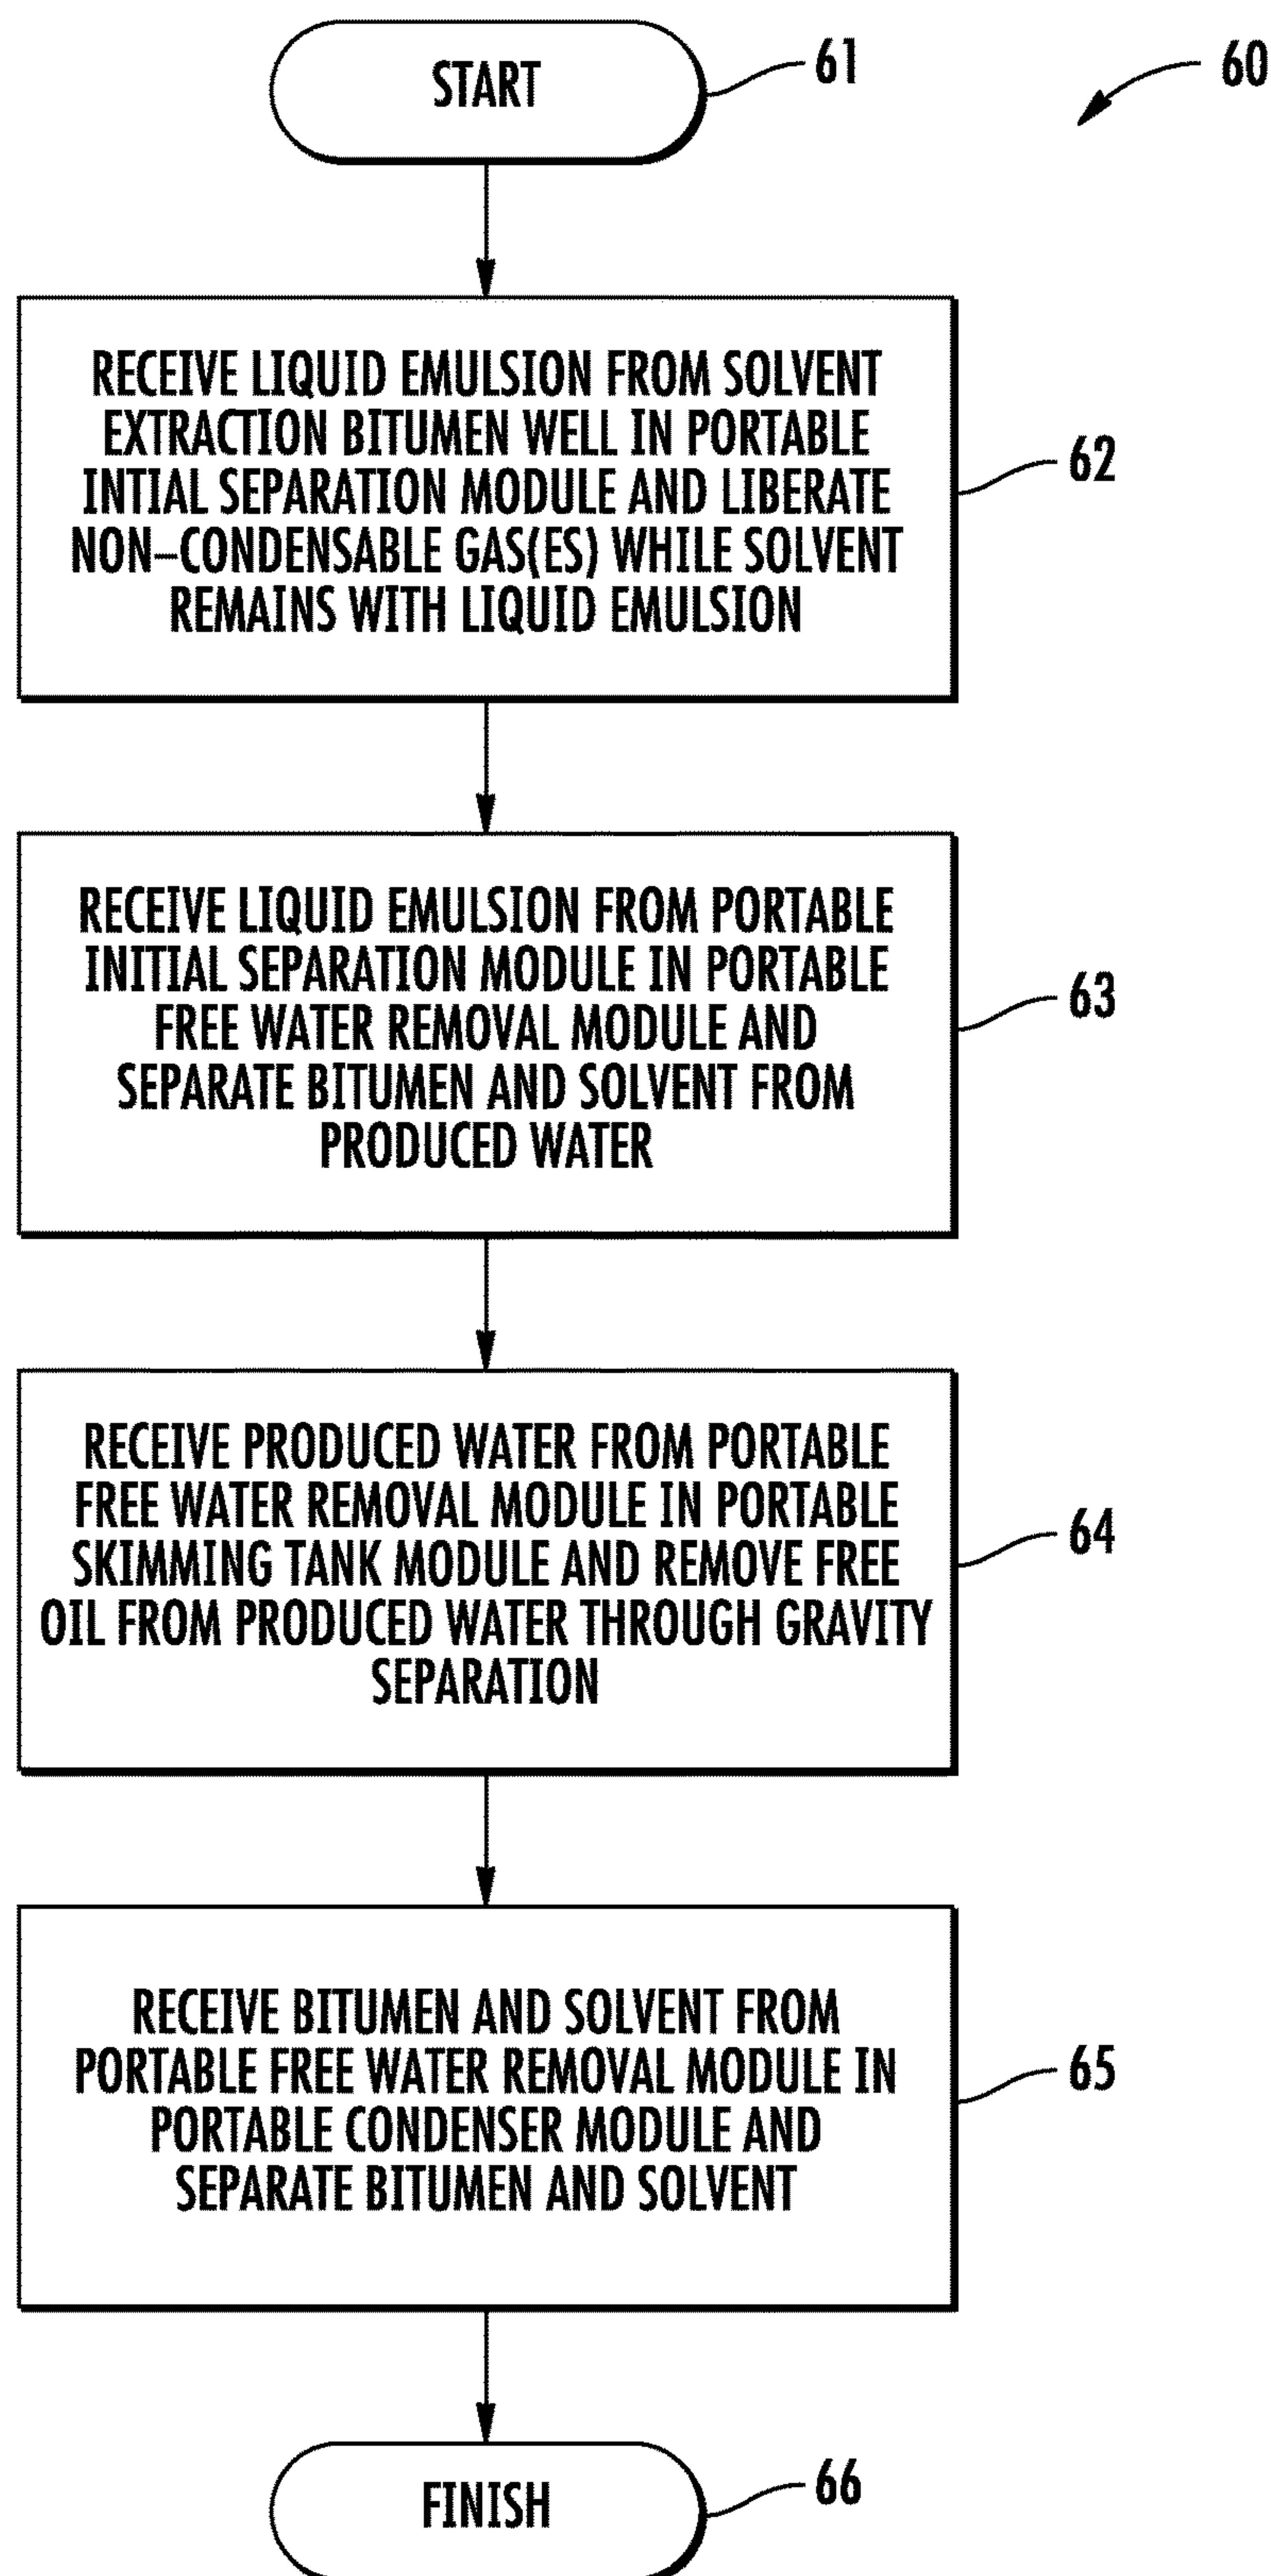 START
61
60
RECEIVE LIQUID EMULSION FROM SOLVENT
EXTRACTION BITUMEN WELL IN PORTABLE
INTIAL SEPARATION MODULE AND LIBERATE
NON–CONDENSABLE GAS(ES) WHILE SOLVENT
REMAINS WITH LIQUID EMULSION
62
RECEIVE LIQUID EMULSION FROM PORTABLE
INITIAL SEPARATION MODULE IN PORTABLE
FREE WATER REMOVAL MODULE AND
SEPARATE BITUMEN AND SOLVENT FROM
PRODUCED WATER
63
RECEIVE PRODUCED WATER FROM PORTABLE
FREE WATER REMOVAL MODULE IN PORTABLE
SKIMMING TANK MODULE AND REMOVE FREE
OIL FROM PRODUCED WATER THROUGH GRAVITY
SEPARATION
64
RECEIVE BITUMEN AND SOLVENT FROM
PORTABLE FREE WATER REMOVAL MODULE IN
PORTABLE CONDENSER MODULE AND
SEPARATE BITUMEN AND SOLVENT
65
FINISH
66